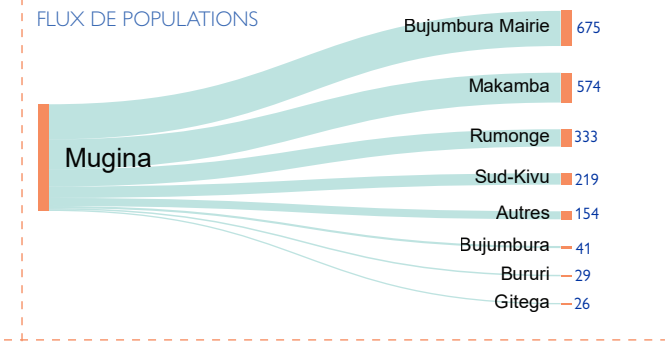 FLUX DE POPULATIONS
Bujumbura Mairie 675
Makamba 574
Mugina
Rumonge 333
Sud-Kivu 219
Autres 154
Bujumbura 41
Bururi 29
Gitega 26